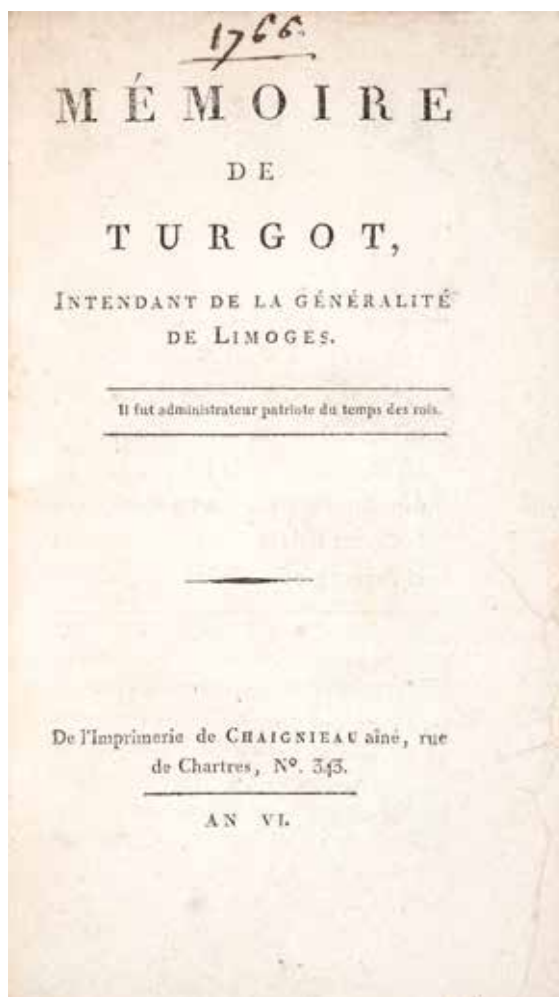 1766.
MÉMOIRE
DE
TURGOT,
INTENDANT DE LA GÉNÉRALITÉ
DE LIMOGES.
Il fut administrateur patriote du temps des rois.
De l'Imprimerie de CHAIGNIEAU aîné, rue
de Chartres, Nº. 343.
AN VI.